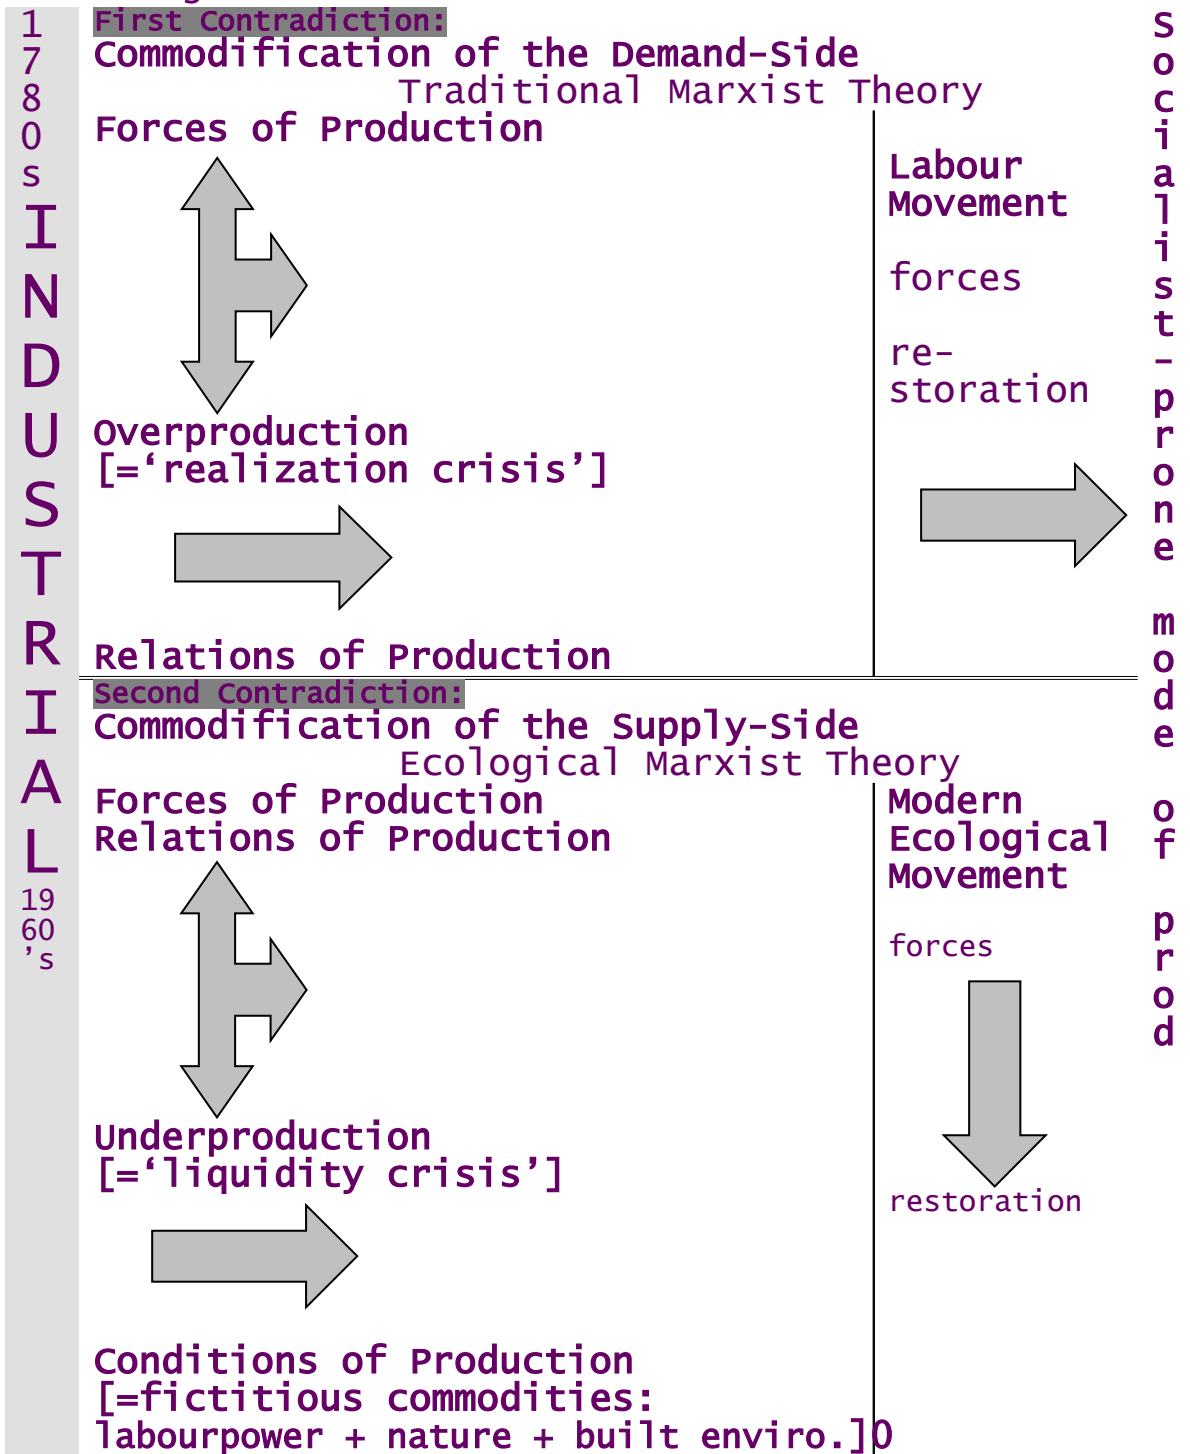 1780s INDUSTRIAL 1960's
First Contradiction:
Commodification of the Demand-Side
Traditional Marxist Theory
Forces of Production
Overproduction
[=‘realization crisis’]
Relations of Production
Labour
Movement
forces
re-
storation
Second Contradiction:
Commodification of the Supply-Side
Ecological Marxist Theory
Forces of Production
Relations of Production
Underproduction
[=‘liquidity crisis’]
Conditions of Production
[=fictitious commodities:
labourpower + nature + built enviro.]0
Modern
Ecological
Movement
forces
restoration
Socialist-prone mode of prod